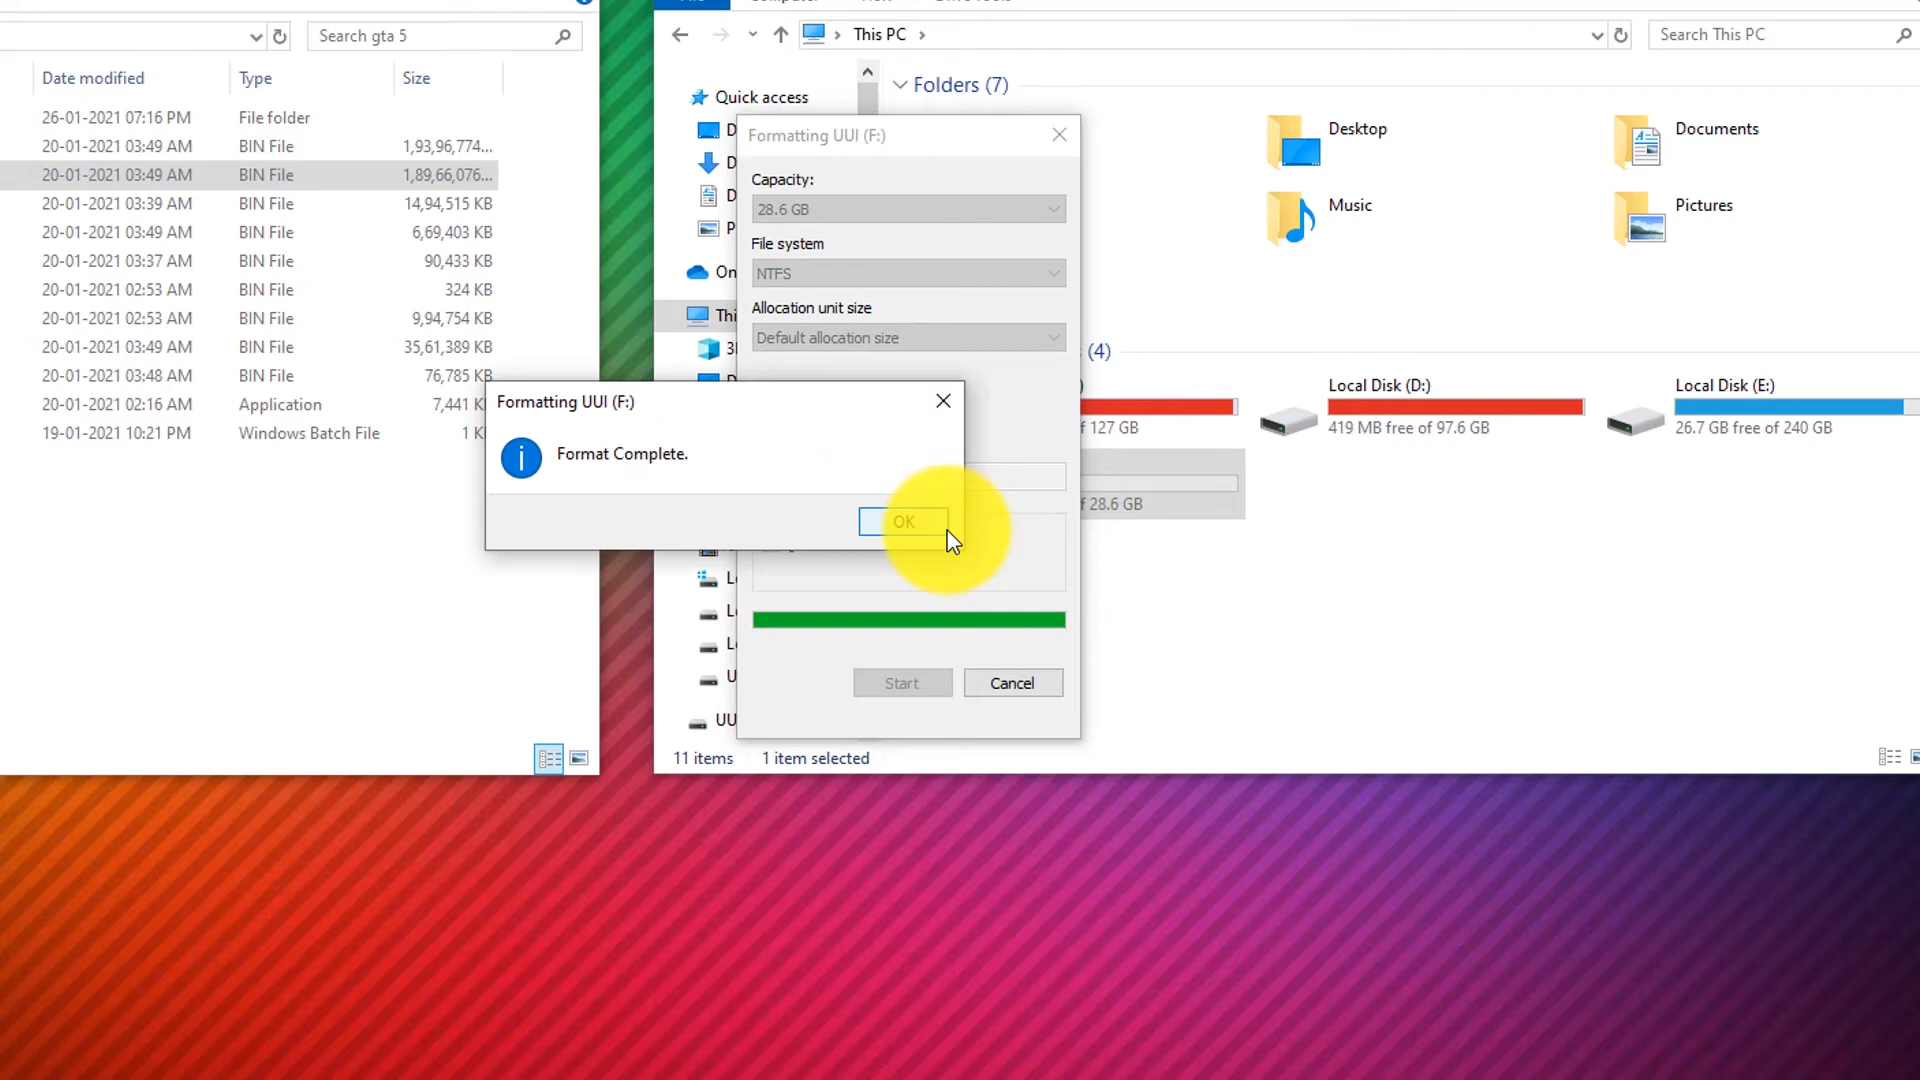 Search gta 5
Date modified
Type
Size
26-01-2021 07:16 PM File folder
20-01-2021 03:49 AM BIN File 1,93,96,774...
20-01-2021 03:49 AM BIN File 1,89,66,076...
20-01-2021 03:39 AM BIN File 14,94,515 KB
20-01-2021 03:49 AM BIN File 6,69,403 KB
20-01-2021 03:37 AM BIN File 90,433 KB
20-01-2021 02:53 AM BIN File 324 KB
20-01-2021 02:53 AM BIN File 9,94,754 KB
20-01-2021 03:49 AM BIN File 35,61,389 KB
20-01-2021 03:48 AM BIN File 76,785 KB
20-01-2021 02:16 AM Application 7,441
19-01-2021 10:21 PM Windows Batch File 1
This PC
Search This PC
Quick access
Folders (7)
Desktop
Documents
Music
Pictures
(4)
Local Disk (D:)
419 MB free of 97.6 GB
Local Disk (E:)
26.7 GB free of 240 GB
f 127 GB
f 28.6 GB
Formatting UUI (F:)
Capacity:
28.6 GB
File system
NTFS
Allocation unit size
Default allocation size
Start
Cancel
Formatting UUI (F:)
Format Complete.
OK
11 items
1 item selected